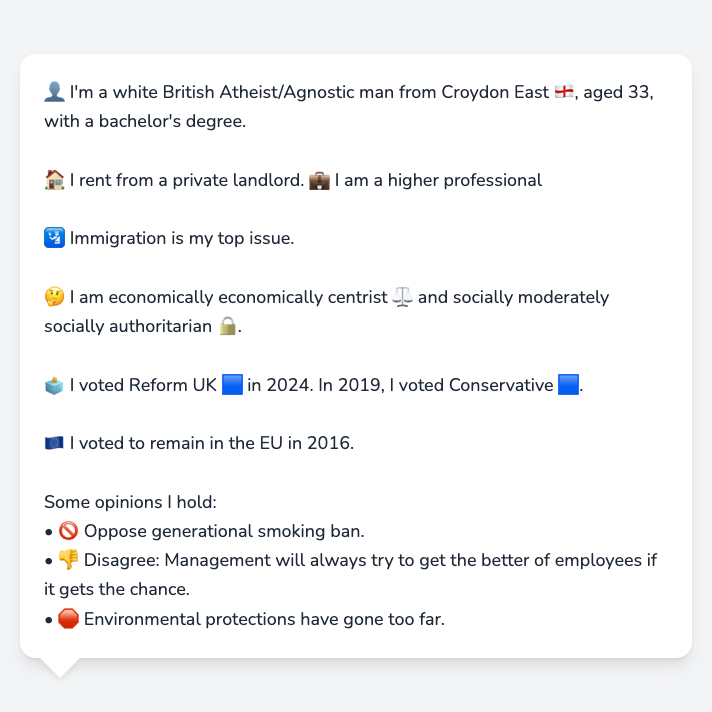 👤 I'm a white British Atheist/Agnostic man from Croydon East 🏴󠁧󠁢󠁥󠁮󠁧󠁿, aged 33,
with a bachelor's degree.
🏠 I rent from a private landlord. 💼 I am a higher professional
🛂 Immigration is my top issue.
🤔 I am economically economically centrist ⚖️ and socially moderately
socially authoritarian 🔒.
🗳️ I voted Reform UK 🟦 in 2024. In 2019, I voted Conservative 🟦.
🇪🇺 I voted to remain in the EU in 2016.
Some opinions I hold:
• 🚫 Oppose generational smoking ban.
• 👎 Disagree: Management will always try to get the better of employees if
it gets the chance.
• 🛑 Environmental protections have gone too far.